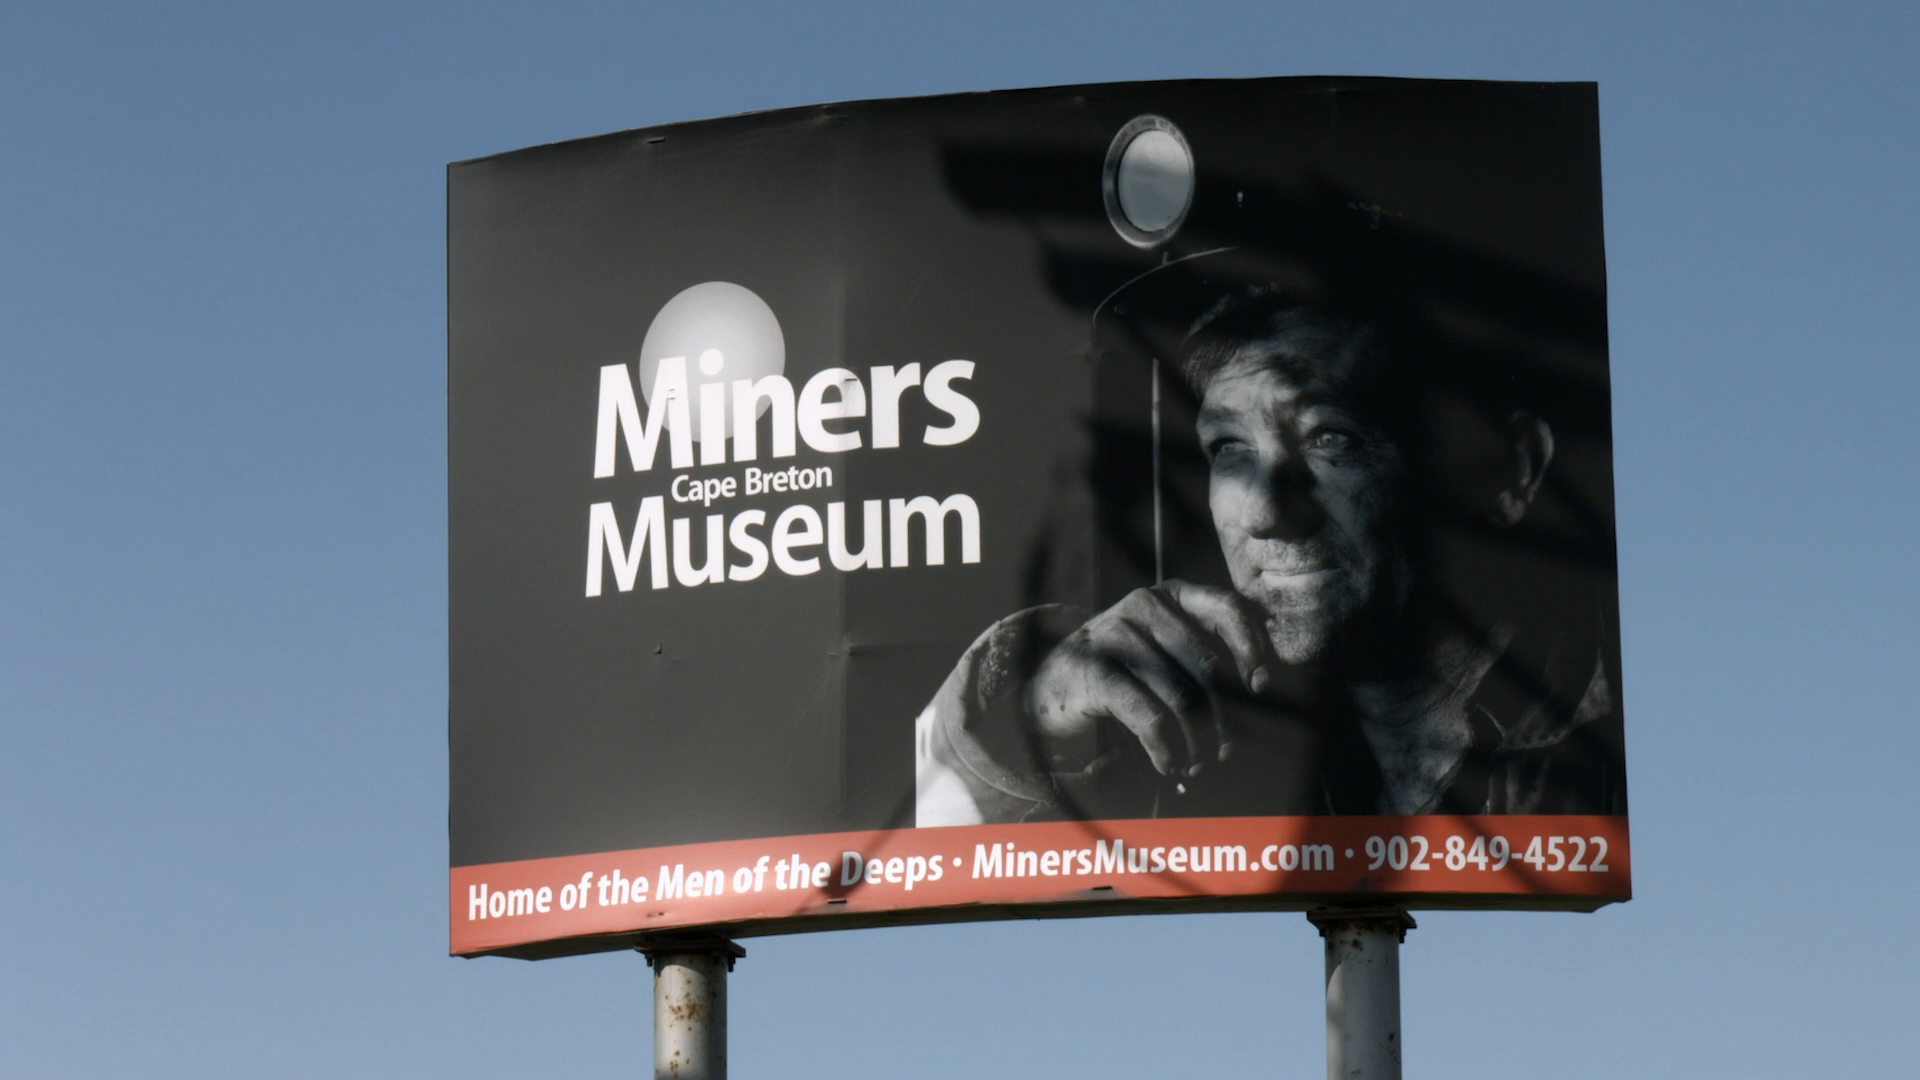 Miners
Cape Breton
Museum
Home of the Men of the Deeps · MinersMuseum.com · 902-849-4522